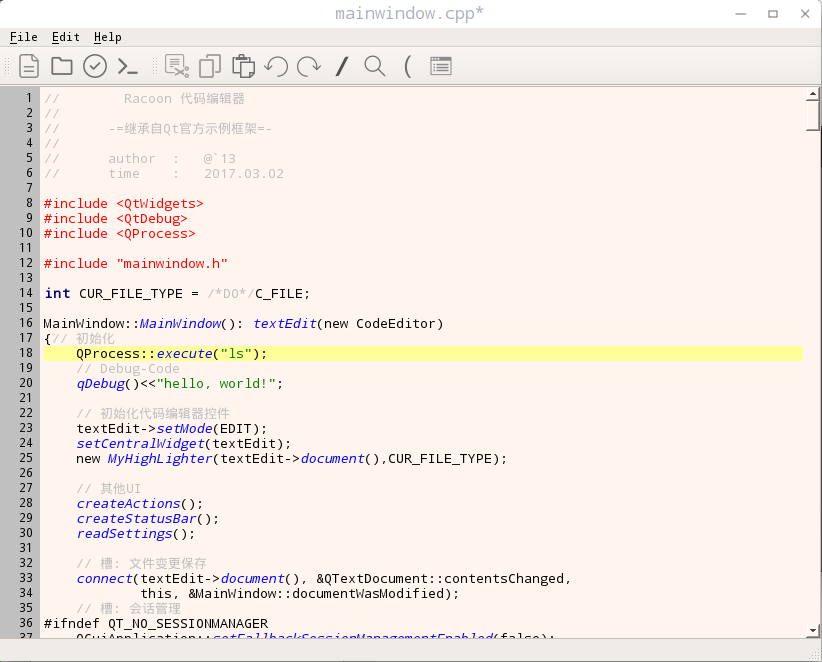 mainwindow.cpp*
File Edit Help
1 // Racoon 代码编辑器
2 //
3 // -=继承自Qt官方示例框架=-
4 //
5 // author : @`13
6 // time : 2017.03.02
7
8 #include <QtWidgets>
9 #include <QtDebug>
10 #include <QProcess>
11
12 #include "mainwindow.h"
13
14 int CUR_FILE_TYPE = /*DO*/C_FILE;
15
16 MainWindow::MainWindow(): textEdit(new CodeEditor)
17 {// 初始化
18 QProcess::execute("ls");
19 // Debug-Code
20 qDebug()<<"hello, world!";
21
22 // 初始化代码编辑器控件
23 textEdit->setMode(EDIT);
24 setCentralWidget(textEdit);
25 new MyHighLighter(textEdit->document(),CUR_FILE_TYPE);
26
27 // 其他UI
28 createActions();
29 createStatusBar();
30 readSettings();
31
32 // 槽: 文件变更保存
33 connect(textEdit->document(), &QTextDocument::contentsChanged,
34 this, &MainWindow::documentWasModified);
35 // 槽: 会话管理
36 #ifndef QT_NO_SESSIONMANAGER
37 QGuiApplication::setFallbackSessionManagementEnabled(false);